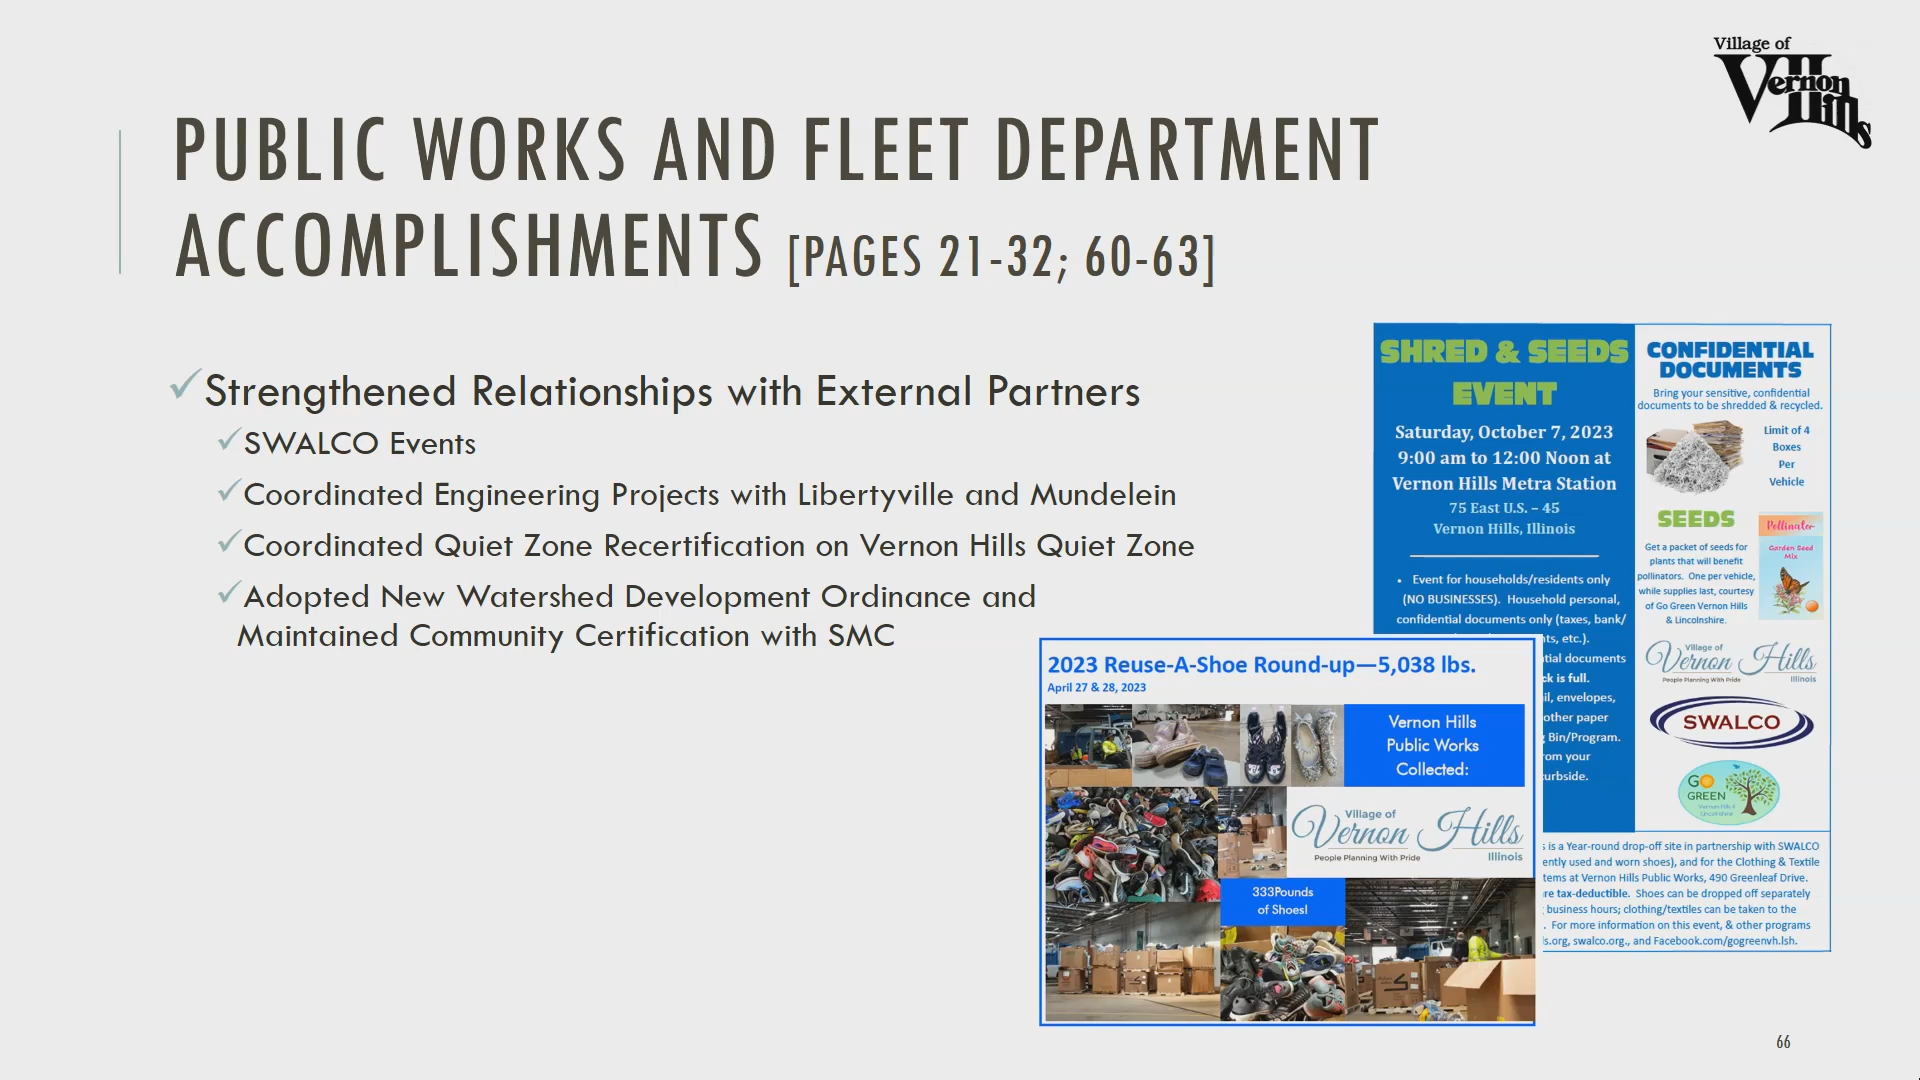 Village of
Vernon
Hills
PUBLIC WORKS AND FLEET DEPARTMENT
ACCOMPLISHMENTS [PAGES 21-32; 60-63]
Strengthened Relationships with External Partners
SWALCO Events
Coordinated Engineering Projects with Libertyville and Mundelein
Coordinated Quiet Zone Recertification on Vernon Hills Quiet Zone
Adopted New Watershed Development Ordinance and
Maintained Community Certification with SMC
SHRED & SEEDS
EVENT
Saturday, October 7, 2023
9:00 am to 12:00 Noon at
Vernon Hills Metra Station
75 East U.S. – 45
Vernon Hills, Illinois
• Event for households/residents only
(NO BUSINESSES). Household personal,
confidential documents only (taxes, bank/
nts, etc.).
tial documents
ck is full.
il, envelopes,
other paper
g Bin/Program.
rom your
curbside.
CONFIDENTIAL
DOCUMENTS
Bring your sensitive, confidential
documents to be shredded & recycled.
Limit of 4
Boxes
Per
Vehicle
SEEDS
Get a packet of seeds for
plants that will benefit
pollinators. One per vehicle,
while supplies last, courtesy
of Go Green Vernon Hills
& Lincolnshire.
Pollinator
Garden Seed
Mix
Village of
Vernon Hills
People Planning With Pride
Illinois
SWALCO
GO
GREEN
Vernon Hills &
Lincolnshire
s is a Year-round drop-off site in partnership with SWALCO
ently used and worn shoes), and for the Clothing & Textile
tems at Vernon Hills Public Works, 490 Greenleaf Drive.
re tax-deductible. Shoes can be dropped off separately
business hours; clothing/textiles can be taken to the
. For more information on this event, & other programs
ls.org, swalco.org., and Facebook.com/gogreenvh.lsh.
2023 Reuse-A-Shoe Round-up—5,038 lbs.
April 27 & 28, 2023
Vernon Hills
Public Works
Collected:
Village of
Vernon Hills
People Planning With Pride
Illinois
333Pounds
of Shoes!
66